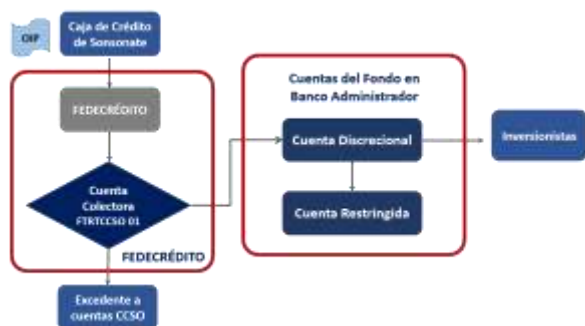 OIP
Caja de Crédito
de Sonsonate
FEDECRÉDITO
Cuenta
Colectora
FTRTCCSO 01
FEDECRÉDITO
Excedente a
cuentas CCSO
Cuentas del Fondo en
Banco Administrador
Cuenta Discrecional
Cuenta Restringida
Inversionistas